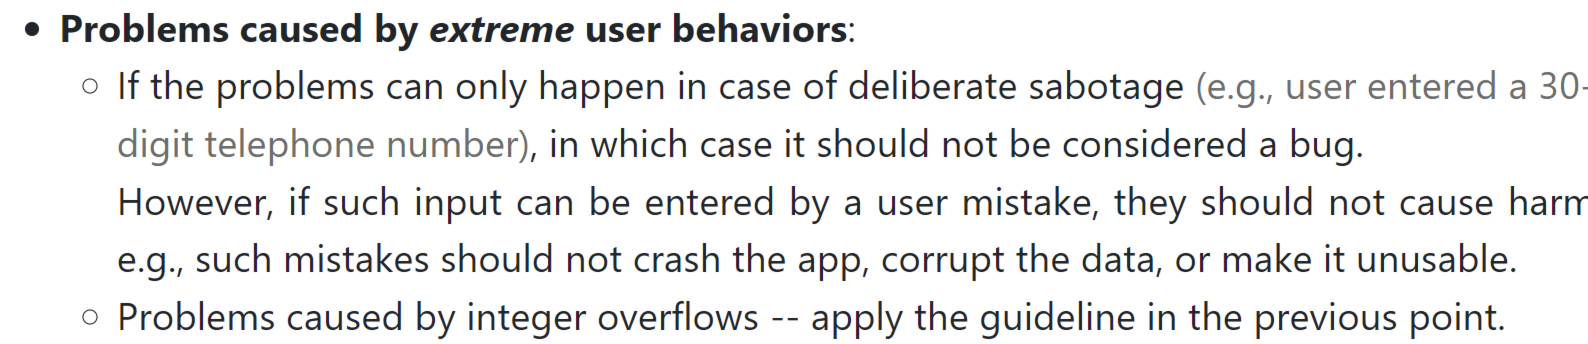 • Problems caused by extreme user behaviors:
○ If the problems can only happen in case of deliberate sabotage (e.g., user entered a 30-
digit telephone number), in which case it should not be considered a bug.
However, if such input can be entered by a user mistake, they should not cause harm
e.g., such mistakes should not crash the app, corrupt the data, or make it unusable.
○ Problems caused by integer overflows -- apply the guideline in the previous point.